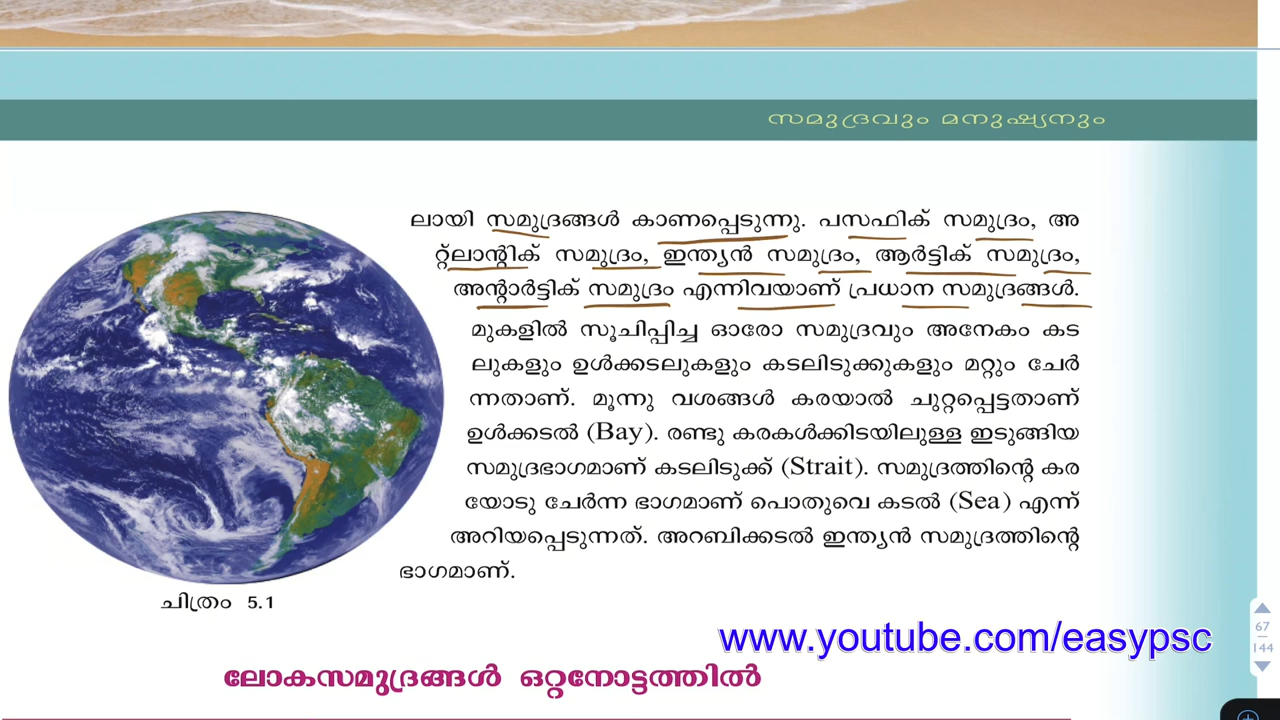 സമുദ്രവും മനുഷ്യനും
ലായി സമുദ്രങ്ങൾ കാണപ്പെടുന്നു. പസഫിക് സമുദ്രം, അ
റ്റ്ലാന്റിക് സമുദ്രം, ഇന്ത്യൻ സമുദ്രം, ആർട്ടിക് സമുദ്രം,
അന്റാർട്ടിക് സമുദ്രം എന്നിവയാണ് പ്രധാന സമുദ്രങ്ങൾ.
മുകളിൽ സൂചിപ്പിച്ച ഓരോ സമുദ്രവും അനേകം കട
ലുകളും ഉൾക്കടലുകളും കടലിടുക്കുകളും മറ്റും ചേർ
ന്നതാണ്. മൂന്നു വശങ്ങൾ കരയാൽ ചുറ്റപ്പെട്ടതാണ്
ഉൾക്കടൽ (Bay). രണ്ടു കരകൾക്കിടയിലുള്ള ഇടുങ്ങിയ
സമുദ്രഭാഗമാണ് കടലിടുക്ക് (Strait). സമുദ്രത്തിന്റെ കര
യോടു ചേർന്ന ഭാഗമാണ് പൊതുവെ കടൽ (Sea) എന്ന്
അറിയപ്പെടുന്നത്. അറബിക്കടൽ ഇന്ത്യൻ സമുദ്രത്തിന്റെ
ഭാഗമാണ്.
ചിത്രം 5.1
www.youtube.com/easypsc
67
144
ലോകസമുദ്രങ്ങൾ ഒറ്റനോട്ടത്തിൽ